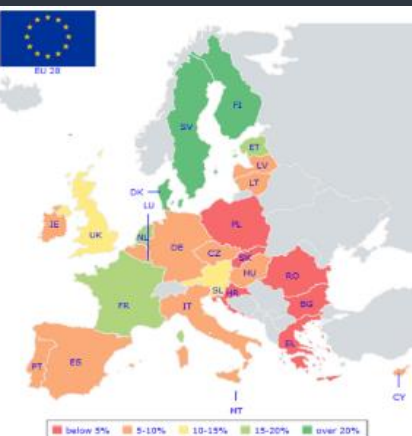 EU 28
FI
SV
ET
LV
DK
LT
LU
IE
NL
UK
PL
DE
CZ
SK
FR
HU
RO
SL
HR
IT
BG
PT
ES
EL
CY
MT
below 5% 5-10% 10-15% 15-20% over 20%